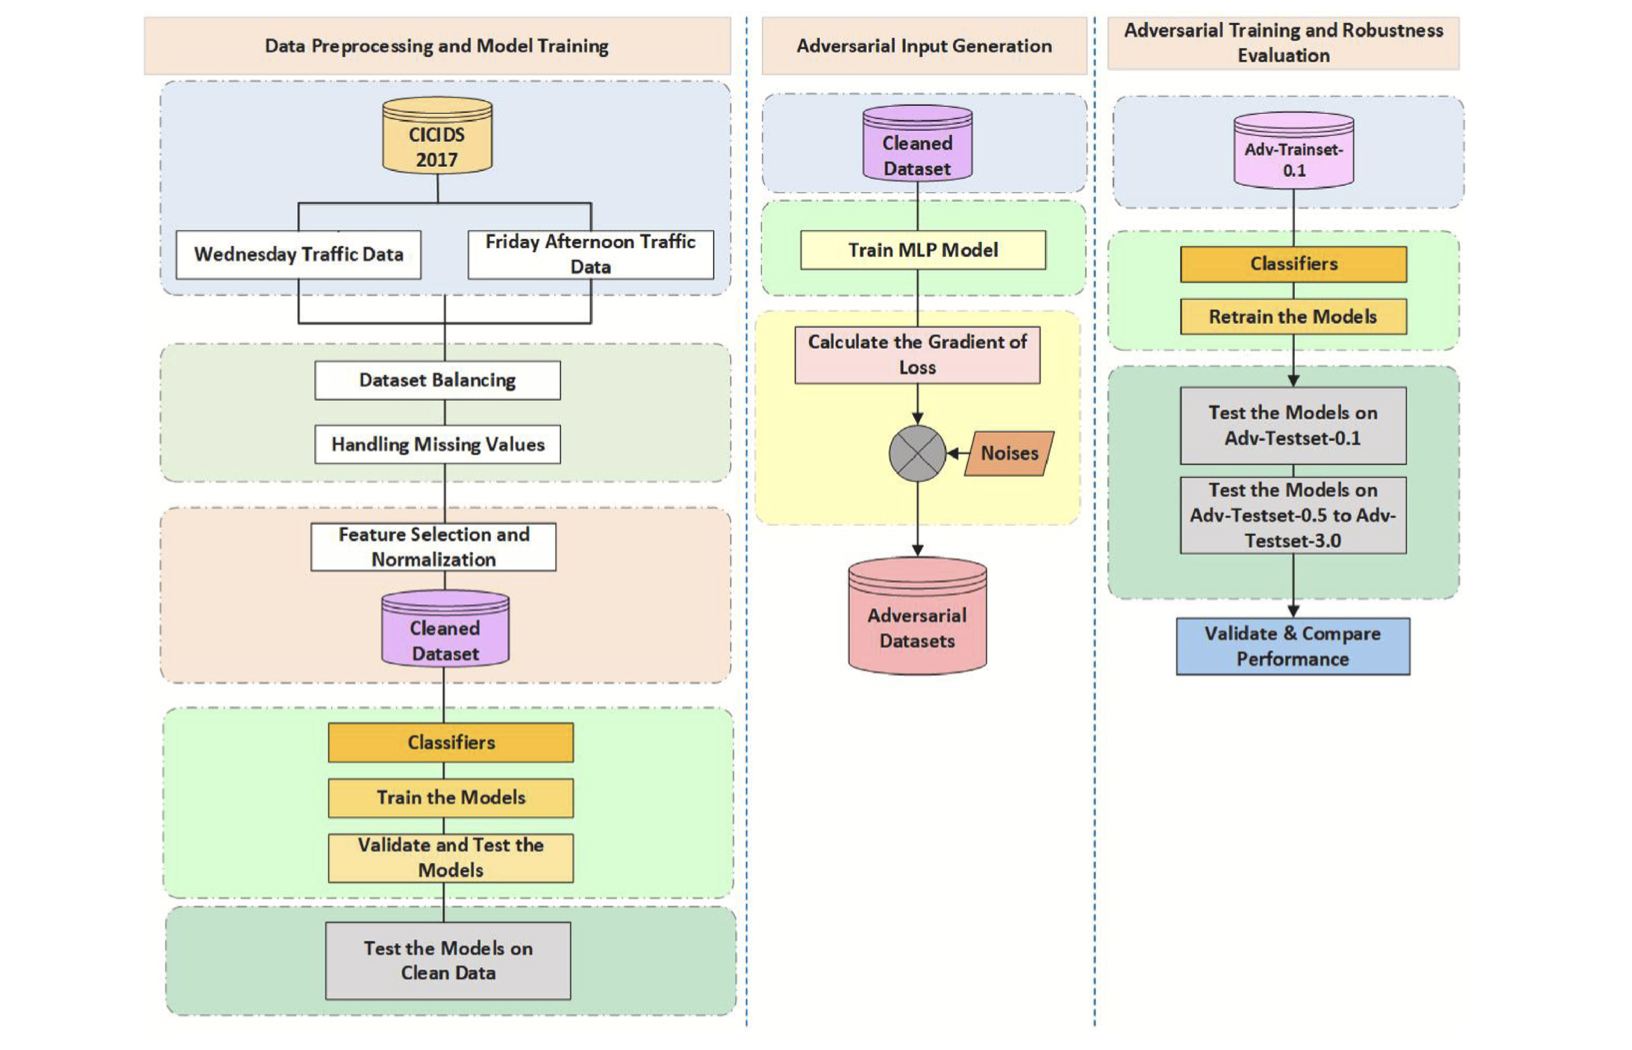 Data Preprocessing and Model Training
CICIDS
2017
Wednesday Traffic Data
Friday Afternoon Traffic
Data
Dataset Balancing
Handling Missing Values
Feature Selection and
Normalization
Cleaned
Dataset
Classifiers
Train the Models
Validate and Test the
Models
Test the Models on
Clean Data
Adversarial Input Generation
Cleaned
Dataset
Train MLP Model
Calculate the Gradient of
Loss
Noises
Adversarial
Datasets
Adversarial Training and Robustness
Evaluation
Adv-Trainset-
0.1
Classifiers
Retrain the Models
Test the Models on
Adv-Testset-0.1
Test the Models on
Adv-Testset-0.5 to Adv-
Testset-3.0
Validate & Compare
Performance